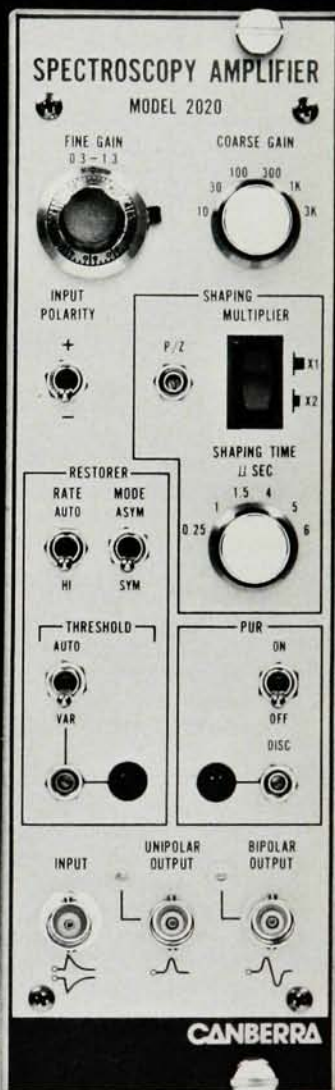 SPECTROSCOPY AMPLIFIER
MODEL 2020
FINE GAIN
0.3 – 1.3
COARSE GAIN
10 30 100 300 1K 3K
INPUT
POLARITY
+
–
SHAPING
MULTIPLIER
P/Z
X1
X2
SHAPING TIME
µ SEC
0.25 1 1.5 4 5 6
RESTORER
RATE MODE
AUTO ASYM
HI SYM
THRESHOLD
AUTO
VAR
PUR
ON
OFF
DISC
INPUT
UNIPOLAR
OUTPUT
BIPOLAR
OUTPUT
CANBERRA